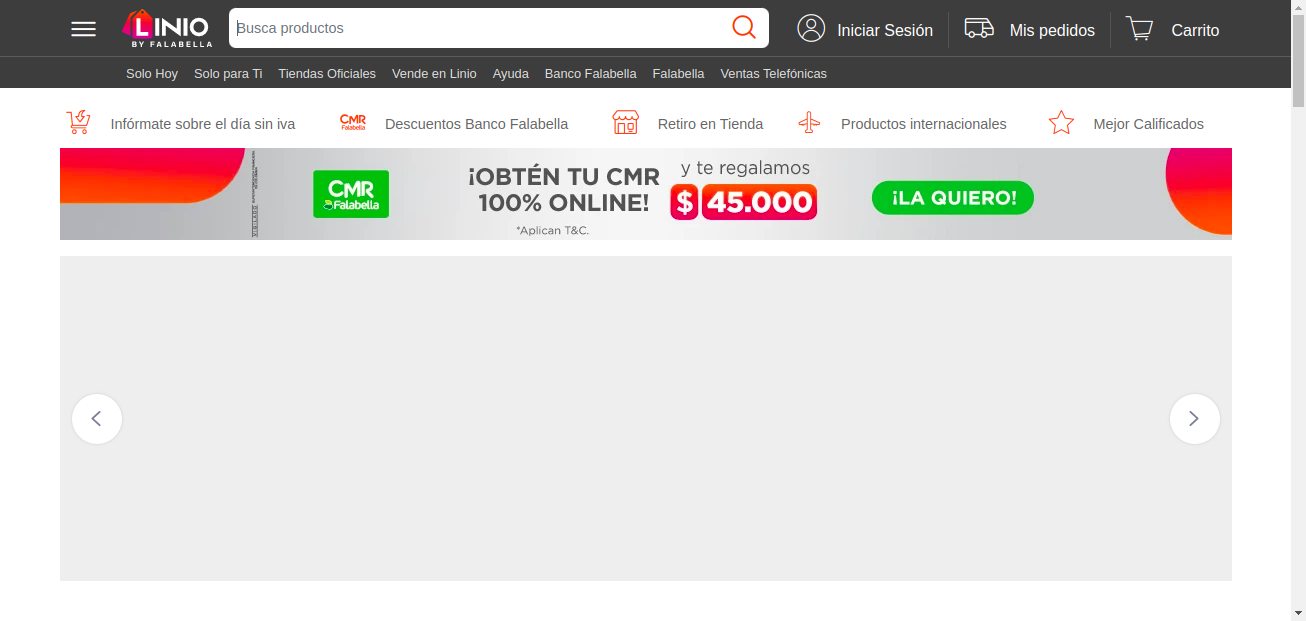 LINIO
BY FALABELLA
Busca productos
Iniciar Sesión
Mis pedidos
Carrito
Solo Hoy
Solo para Ti
Tiendas Oficiales
Vende en Linio
Ayuda
Banco Falabella
Falabella
Ventas Telefónicas
CMR
Falabella
Infórmate sobre el día sin iva
Descuentos Banco Falabella
Retiro en Tienda
Productos internacionales
Mejor Calificados
VIGILADO
CMR
Falabella
¡OBTÉN TU CMR
100% ONLINE!
*Aplican T&C.
y te regalamos
$ 45.000
¡LA QUIERO!